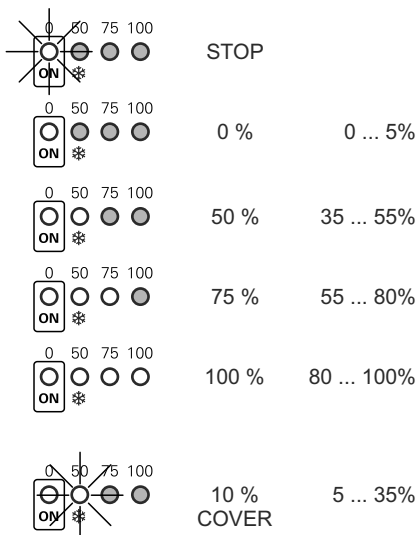 0 50 75 100
STOP
ON
0 50 75 100
0 % 0 ... 5%
ON
0 50 75 100
50 % 35 ... 55%
ON
0 50 75 100
75 % 55 ... 80%
ON
0 50 75 100
100 % 80 ... 100%
ON
0 50 75 100
10 % 5 ... 35%
ON COVER